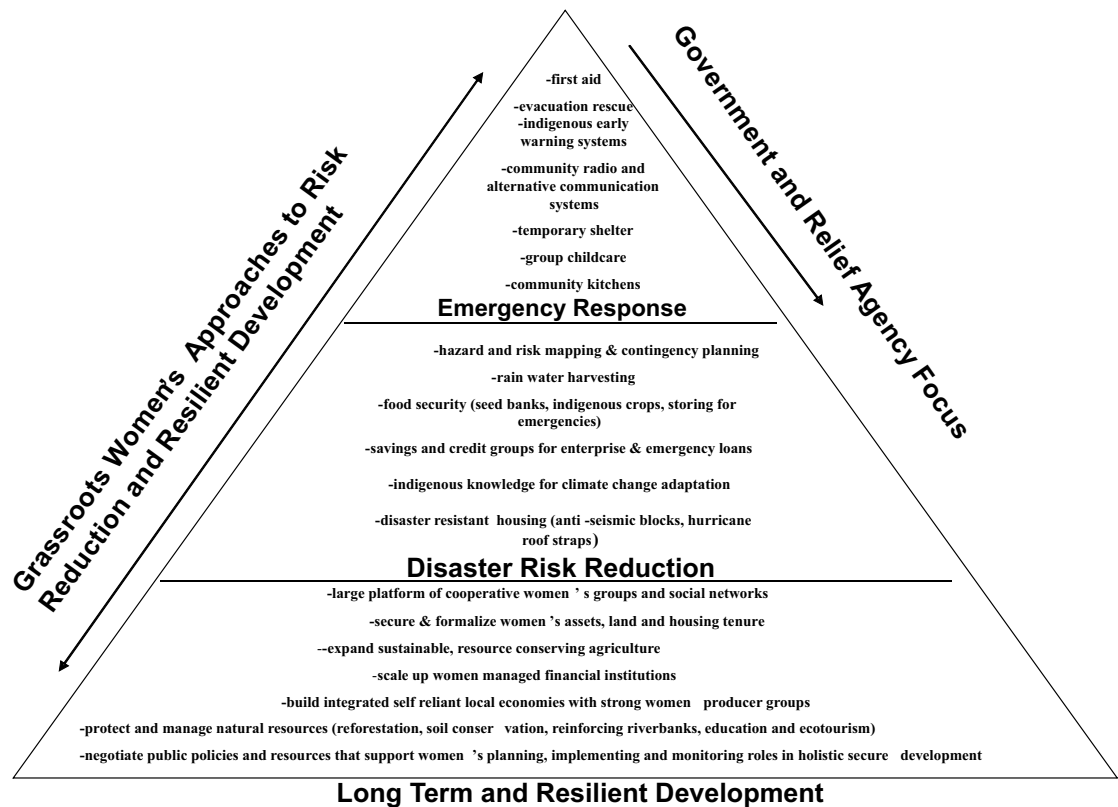 Grassroots Women's Approaches to Risk
Reduction and Resilient Development
Government and Relief Agency Focus
-first aid
-evacuation rescue
-indigenous early
warning systems
-community radio and
alternative communication
systems
-temporary shelter
-group childcare
-community kitchens
Emergency Response
-hazard and risk mapping & contingency planning
-rain water harvesting
-food security (seed banks, indigenous crops, storing for
emergencies)
-savings and credit groups for enterprise & emergency loans
-indigenous knowledge for climate change adaptation
-disaster resistant housing (anti -seismic blocks, hurricane
roof straps)
Disaster Risk Reduction
-large platform of cooperative women 's groups and social networks
-secure & formalize women 's assets, land and housing tenure
--expand sustainable, resource conserving agriculture
-scale up women managed financial institutions
-build integrated self reliant local economies with strong women producer groups
-protect and manage natural resources (reforestation, soil conser vation, reinforcing riverbanks, education and ecotourism)
-negotiate public policies and resources that support women 's planning, implementing and monitoring roles in holistic secure development
Long Term and Resilient Development